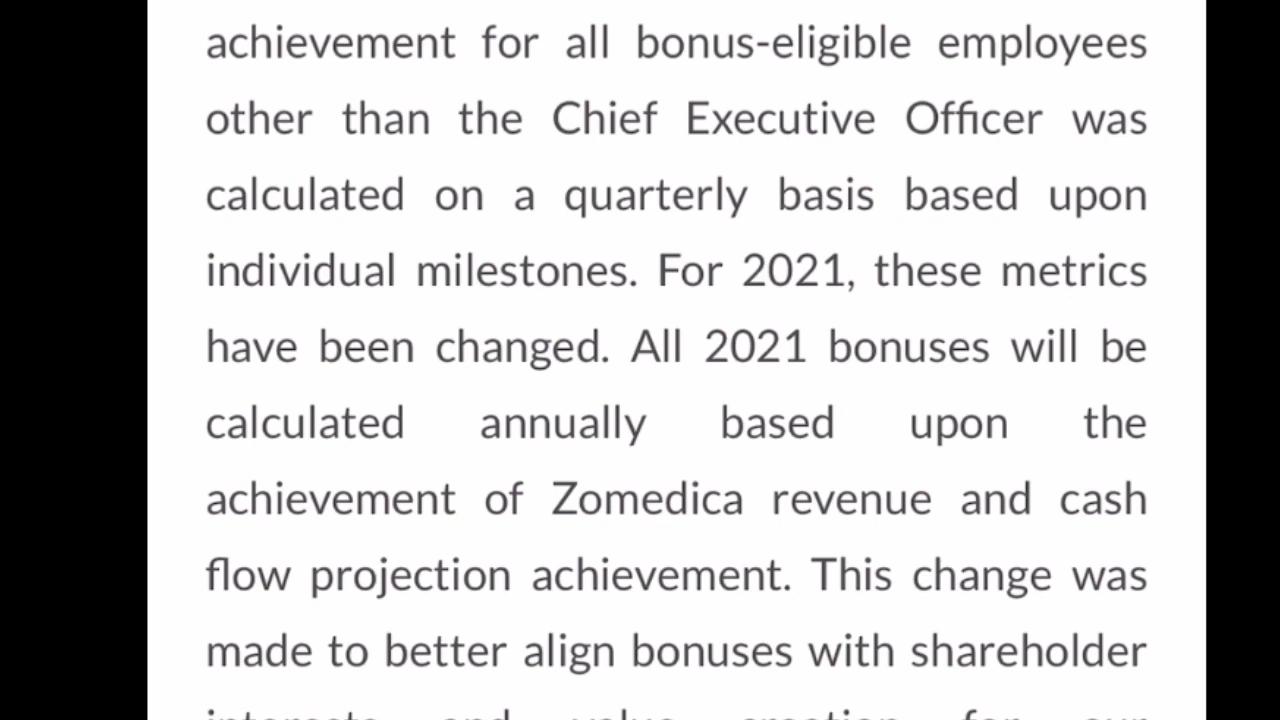 achievement for all bonus-eligible employees
other than the Chief Executive Officer was
calculated on a quarterly basis based upon
individual milestones. For 2021, these metrics
have been changed. All 2021 bonuses will be
calculated annually based upon the
achievement of Zomedica revenue and cash
flow projection achievement. This change was
made to better align bonuses with shareholder